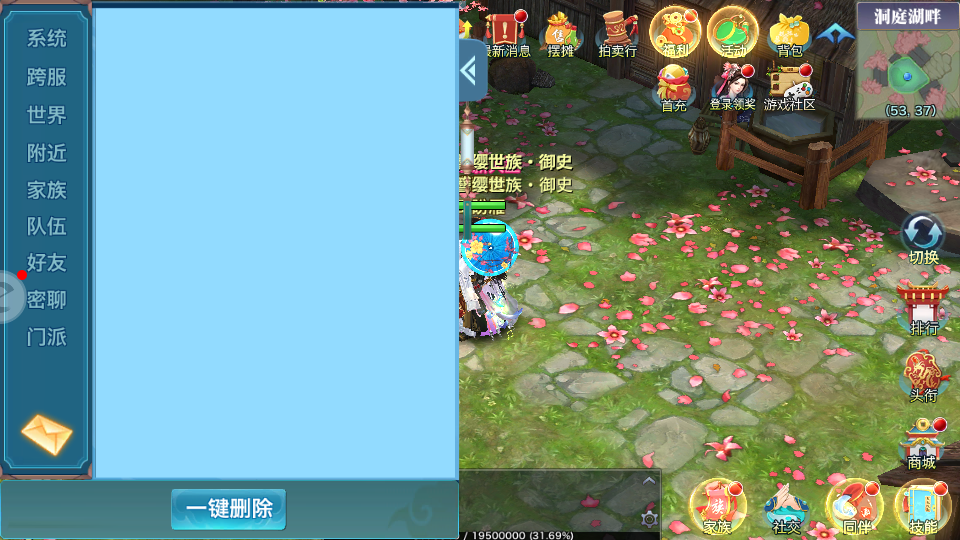 系统
跨服
世界
附近
家族
队伍
好友
密聊
门派
一键删除
最新消息
摆摊
售
拍卖行
福利
活动
背包
首充
登录领奖
游戏社区
洞庭湖畔
(53, 37)
缨世族·御史
缨世族·御史
切换
排行
头衔
商城
族
家族
社交
同伴
技能
/ 19500000 (31.69%)